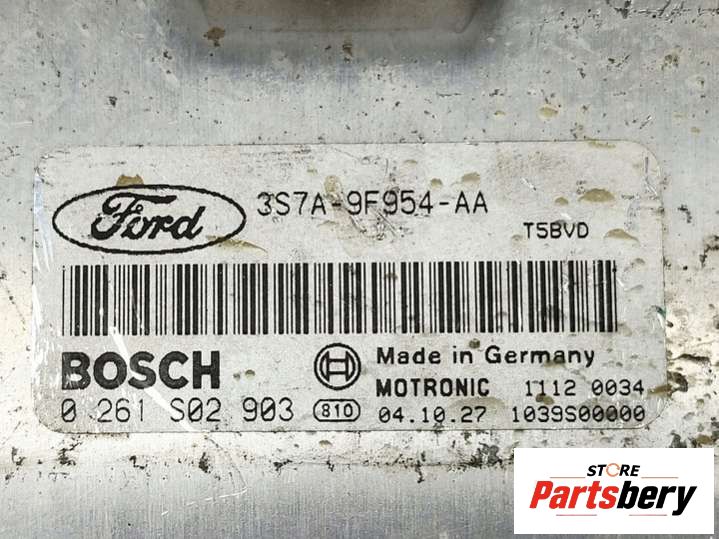 Ford 3S7A-9F954-AA
T5BVD
BOSCH Made in Germany
MOTRONIC 1112 0034
0 261 S02 903 810 04.10.27 1039S00000
STORE
Partsbery